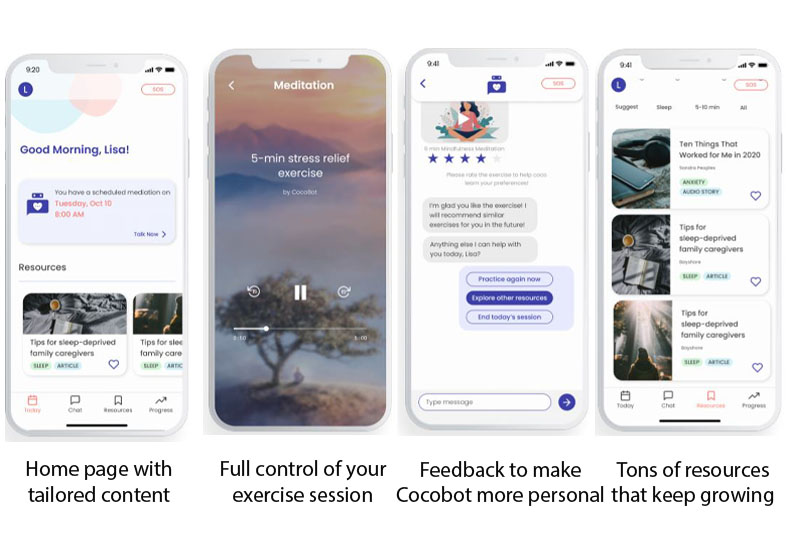 9:20
L
SOS
Good Morning, Lisa!
You have a scheduled mediation on
Tuesday, Oct 10
8:00 AM
Talk Now
Resources
Tips for sleep-deprived
family caregivers
SLEEP ARTICLE
Tips for slee
family careg
SLEEP ARTIC
Today Chat Resources Progress
Meditation
5-min stress relief
exercise
by CocoBot
9:41
SOS
5 min Mindfulness Meditation
Please rate the exercise to help coco
learn your preferences!
I'm glad you like the exercise! I
will recommend similar
exercises for you in the future!
Anything else I can help with
you today, Lisa?
Practice again now
Explore other resources
End today's session
Type message
9:41
L
SOS
Suggest Sleep 5-10 min All
Ten Things That
Worked for Me in 2020
Sandra Peoples
ANXIETY
AUDIO STORY
Tips for
sleep-deprived
family caregivers
Bayshore
SLEEP ARTICLE
Tips for
sleep-deprived
family caregivers
Bayshore
SLEEP ARTICLE
Today Chat Resources Progress
Home page with
tailored content
Full control of your
exercise session
Feedback to make
Cocobot more personal
Tons of resources
that keep growing